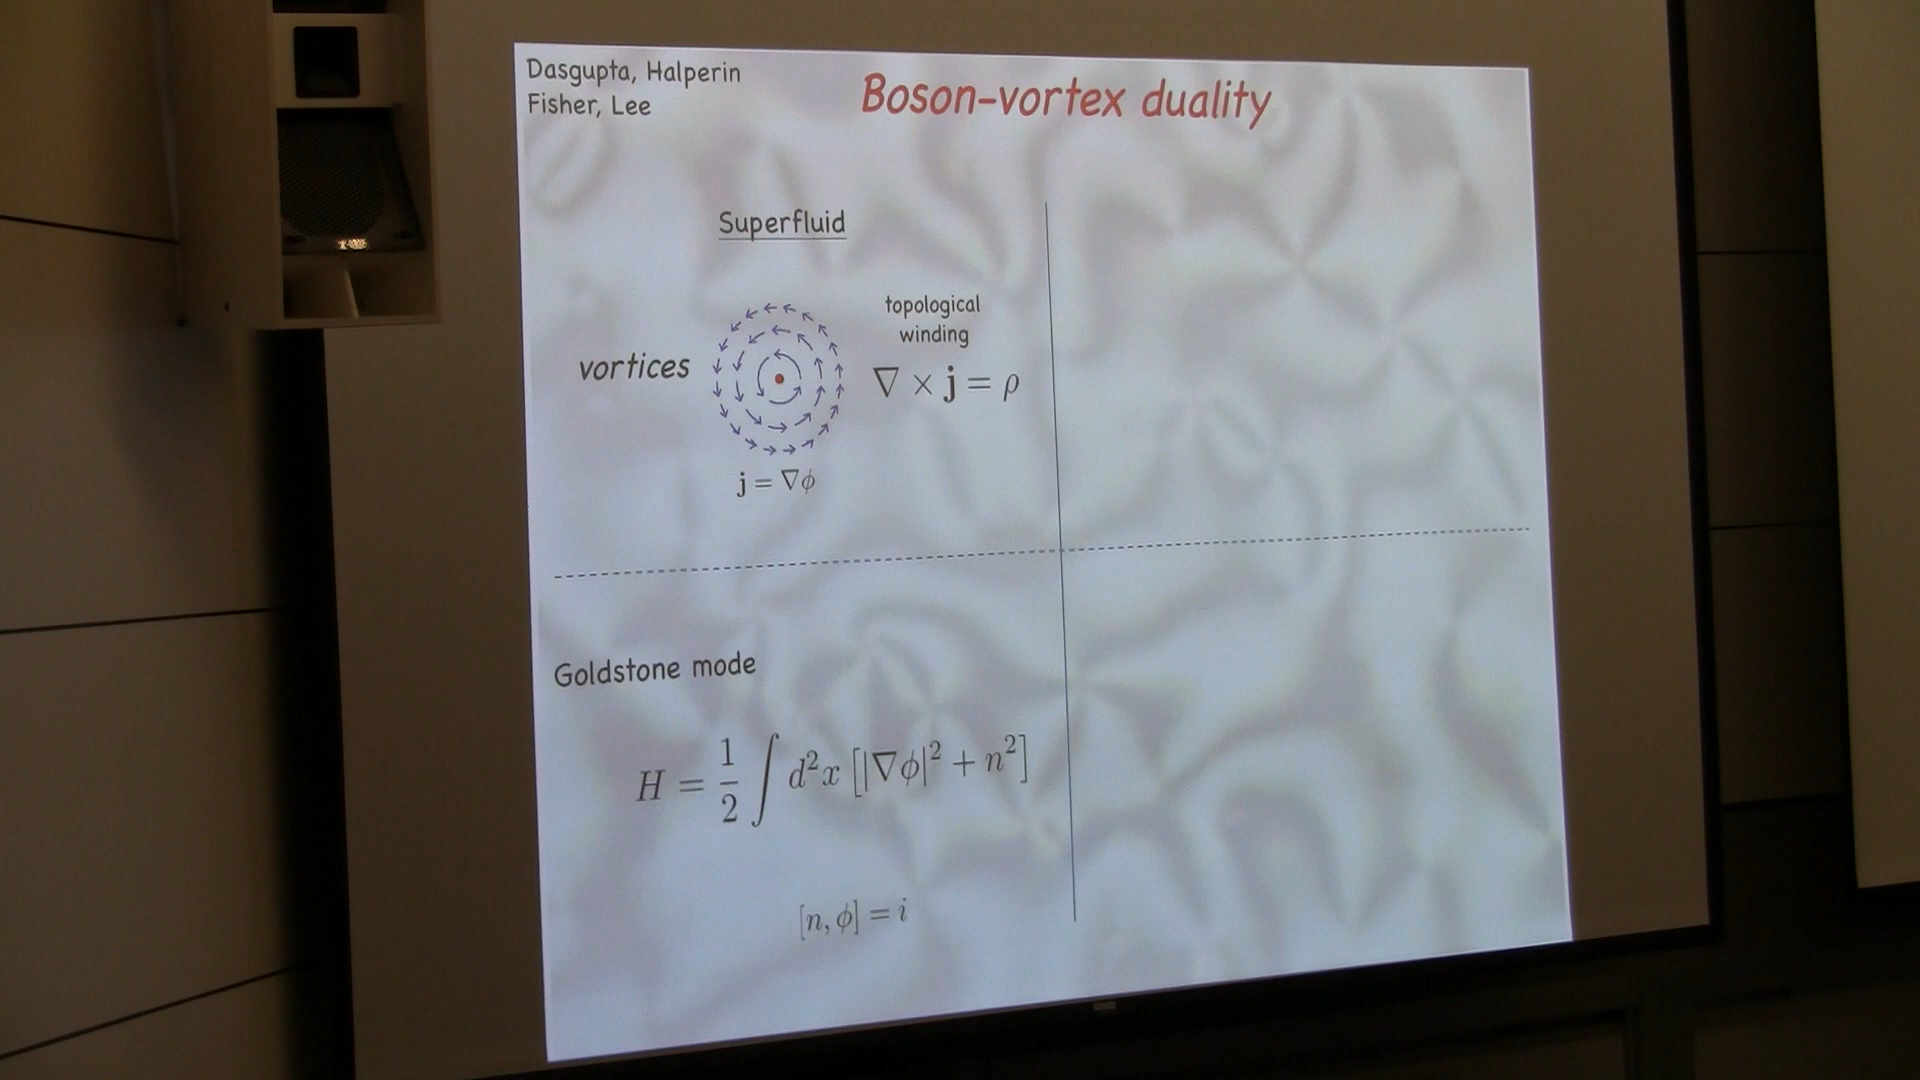 Dasgupta, Halperin
Fisher, Lee
Boson-vortex duality
Superfluid
topological
winding
vortices
∇ × j = ρ
j = ∇ϕ
Goldstone mode
H = 1/2 ∫ d²x [|∇ϕ|² + n²]
[n, ϕ] = i